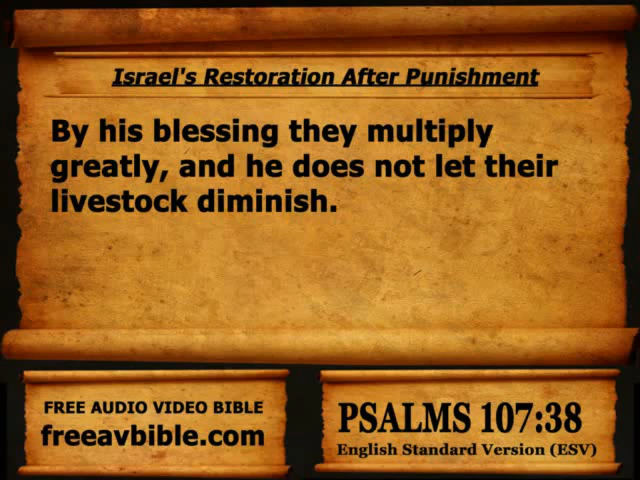 Israel's Restoration After Punishment
By his blessing they multiply
greatly, and he does not let their
livestock diminish.
FREE AUDIO VIDEO BIBLE
freeavbible.com
PSALMS 107:38
English Standard Version (ESV)